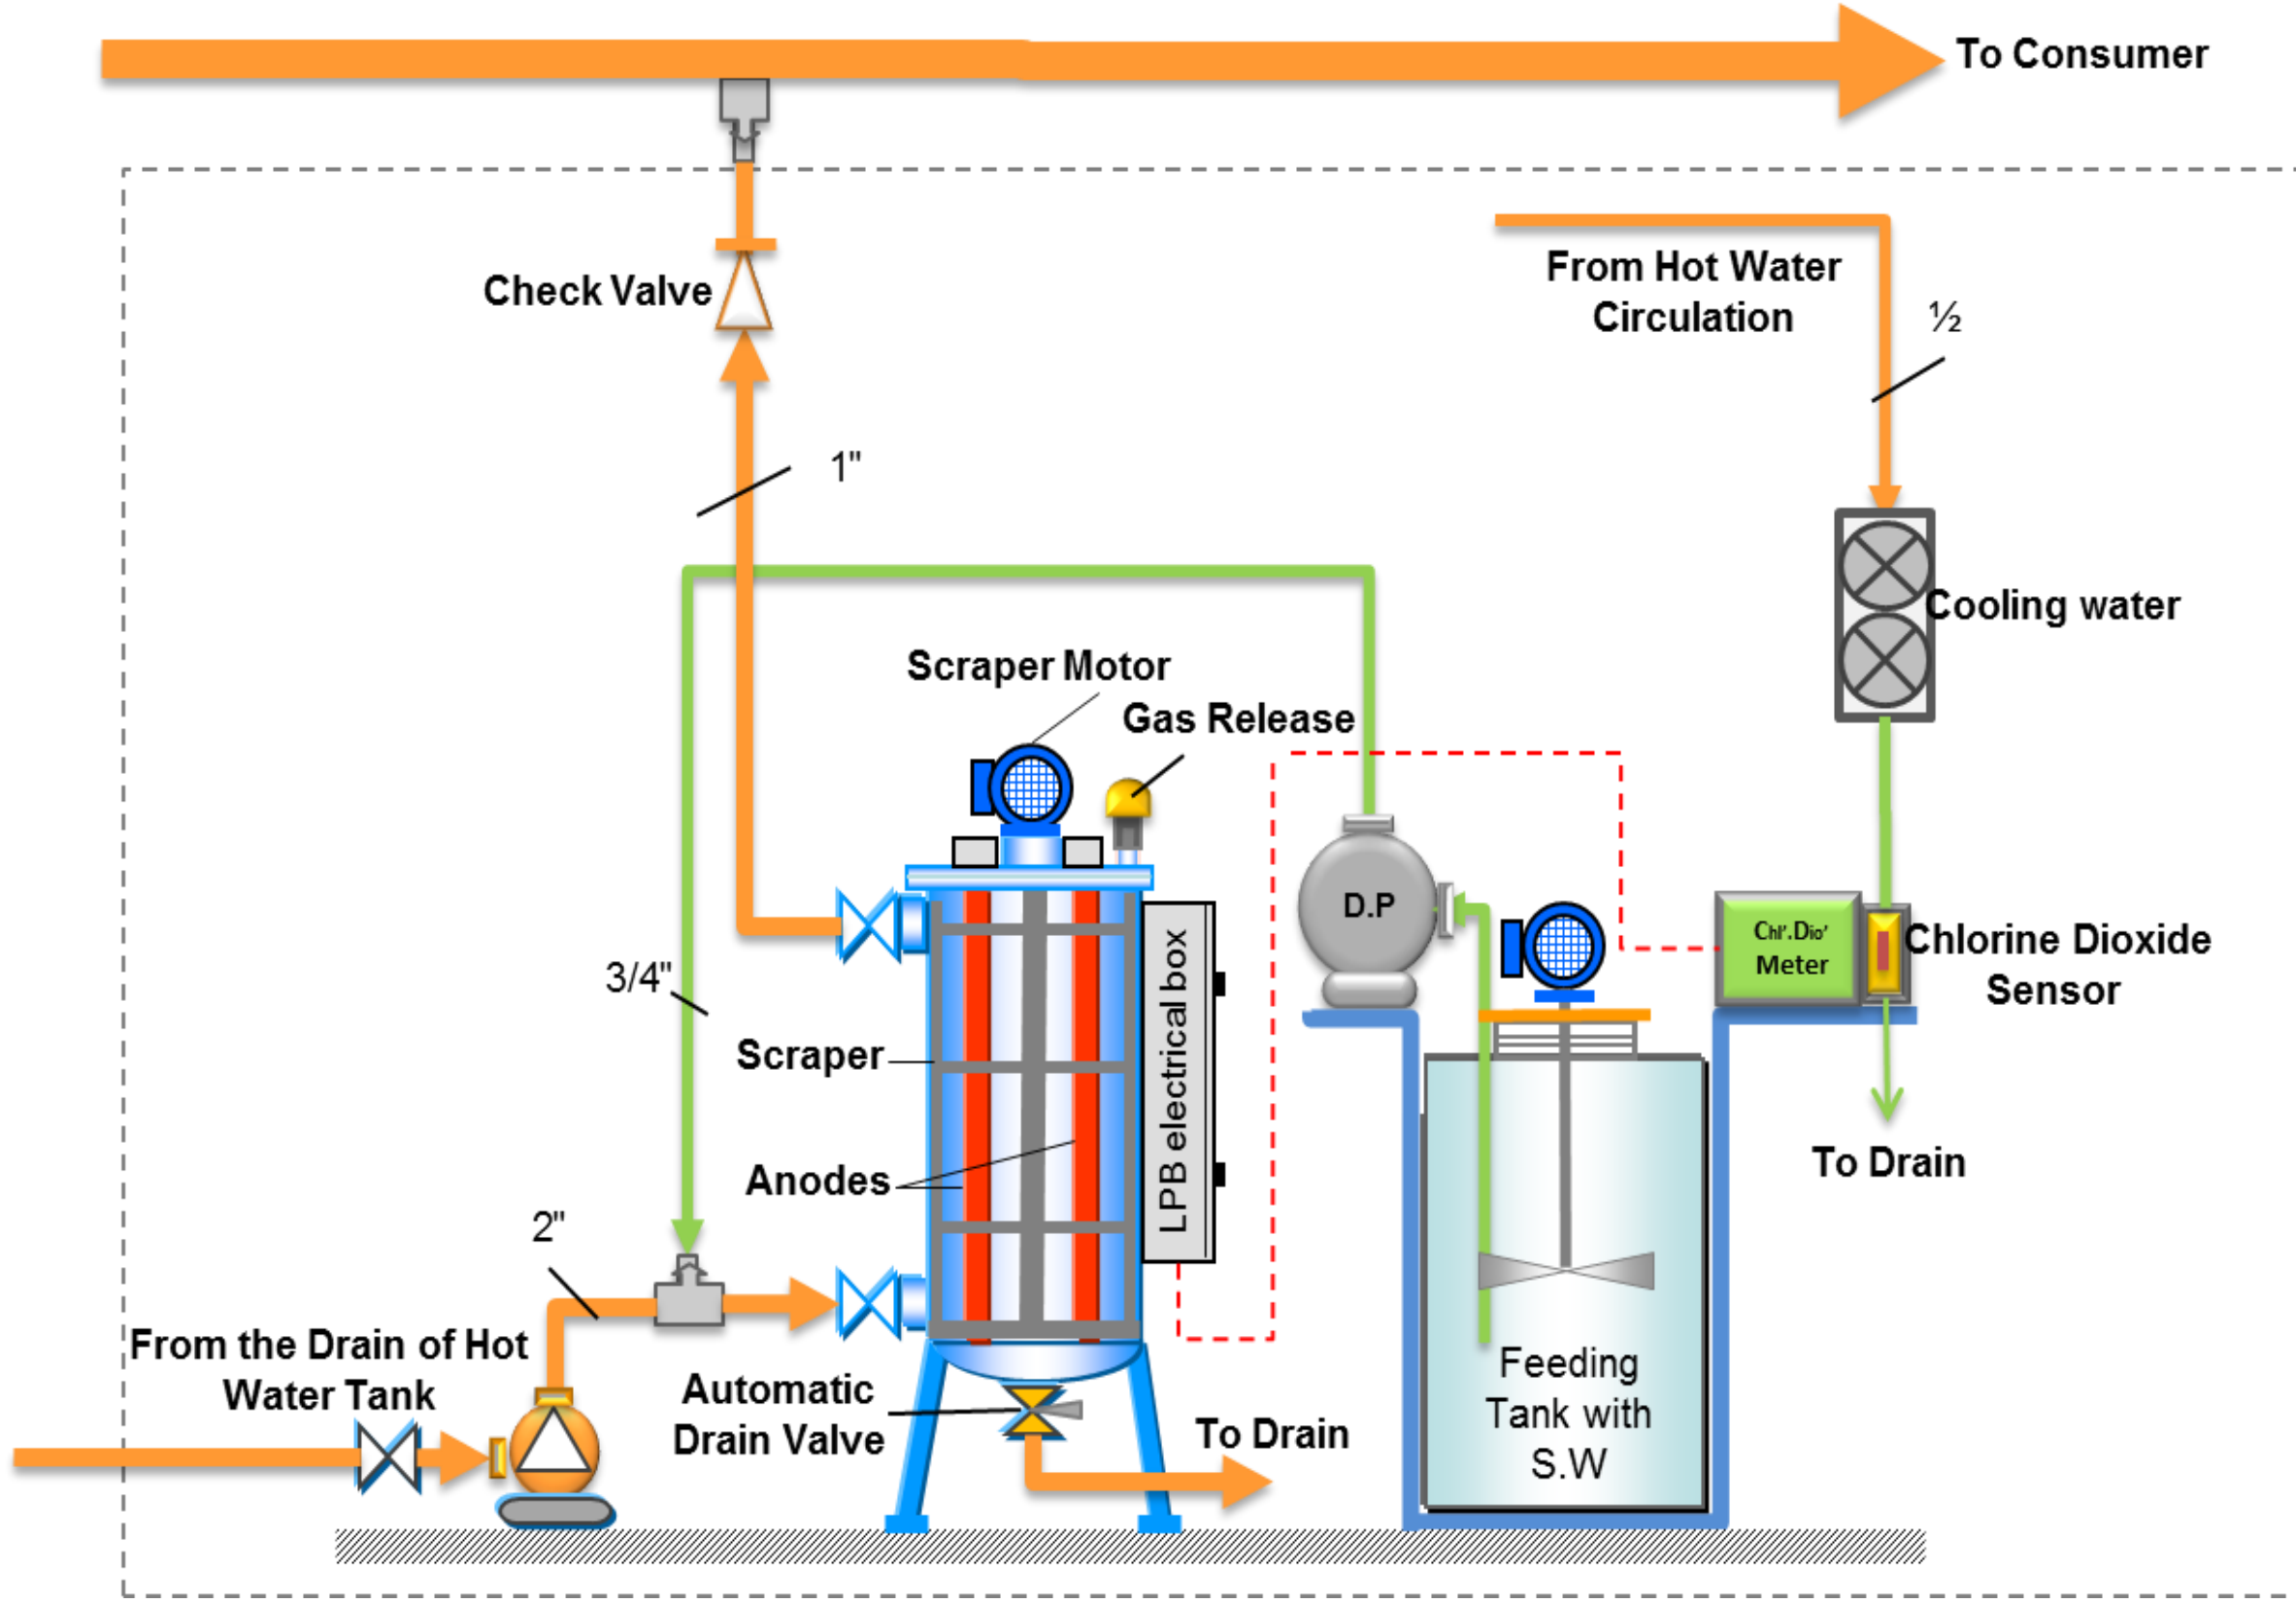 To Consumer
From Hot Water
Circulation
½
Check Valve
1"
Cooling water
Scraper Motor
Gas Release
D.P
Chl'.Dio'
Meter
Chlorine Dioxide
Sensor
3/4"
LPB electrical box
Scraper
To Drain
Anodes
2"
From the Drain of Hot
Water Tank
Automatic
Drain Valve
To Drain
Feeding
Tank with
S.W